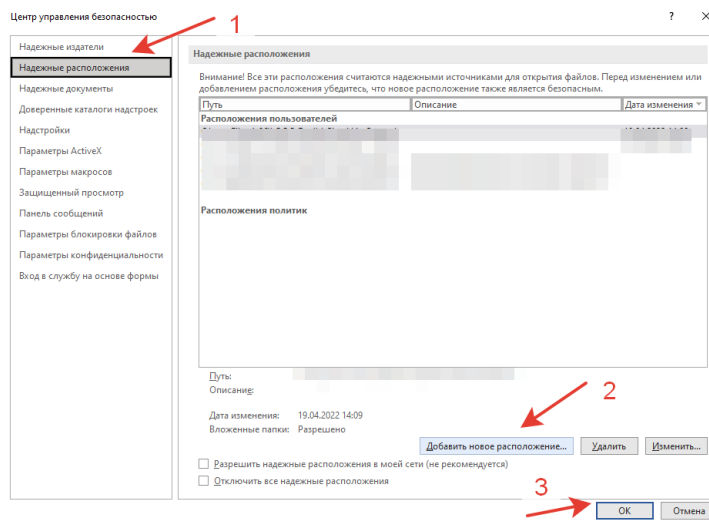 Центр управления безопасностью
?
1
Надежные издатели
Надежные расположения
Надежные документы
Доверенные каталоги надстроек
Надстройки
Параметры ActiveX
Параметры макросов
Защищенный просмотр
Панель сообщений
Параметры блокировки файлов
Параметры конфиденциальности
Вход в службу на основе формы
Надежные расположения
Внимание! Все эти расположения считаются надежными источниками для открытия файлов. Перед изменением или
добавлением расположения убедитесь, что новое расположение также является безопасным.
Путь Описание Дата изменения
Расположения пользователей
Расположения политик
Путь:
Описание:
Дата изменения: 19.04.2022 14:09
Вложенные папки: Разрешено
2
Добавить новое расположение... Удалить Изменить...
Разрешить надежные расположения в моей сети (не рекомендуется)
Отключить все надежные расположения
3
ОК Отмена